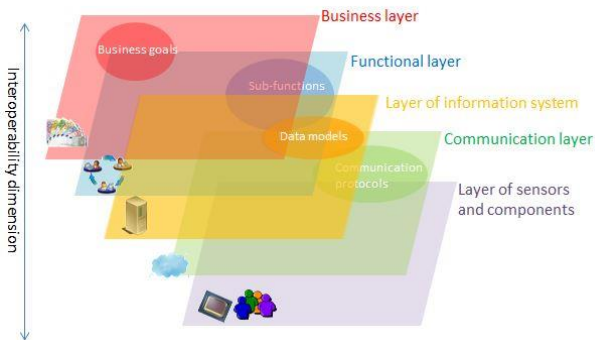 Business layer
Business goals
Functional layer
Sub-functions
Layer of information system
Data models
Communication layer
Communication
protocols
Layer of sensors
and components
Interoperability dimension